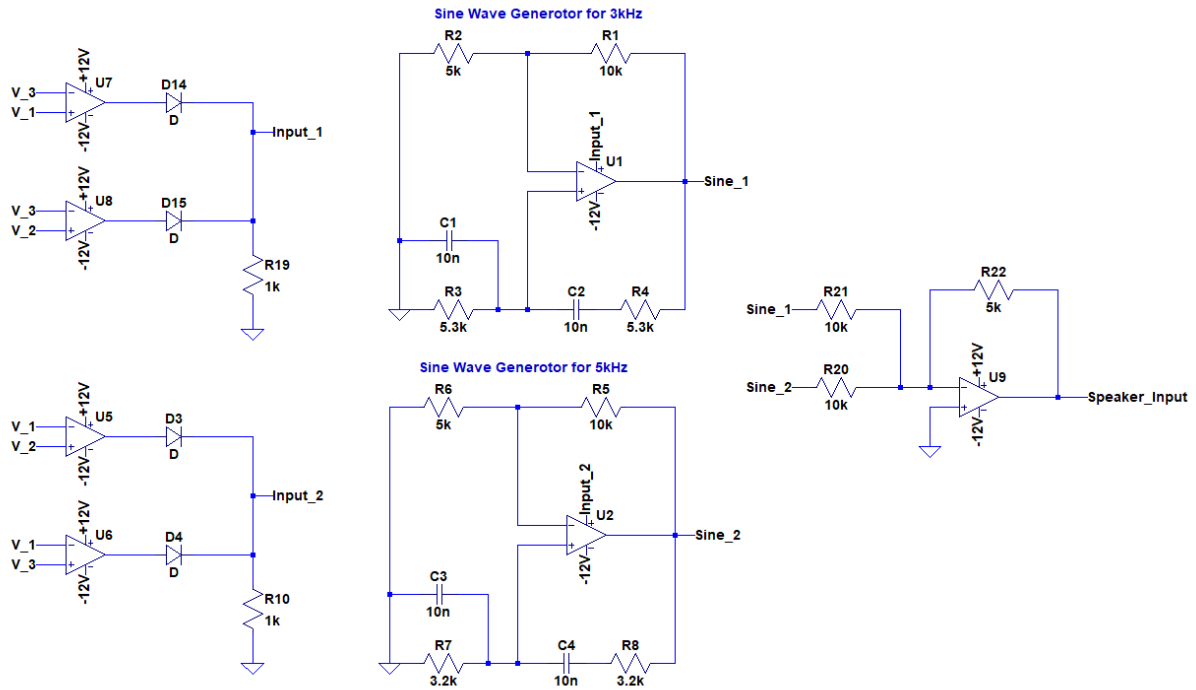 Sine Wave Generotor for 3kHz
R2
5k
R1
10k
+12V
U7
V_3
V_1
-12V
D14
D
Input_1
+12V
U8
V_3
V_2
-12V
D15
D
R19
1k
Input_1
U1
-12V
Sine_1
C1
10n
R3
5.3k
C2
10n
R4
5.3k
Sine Wave Generotor for 5kHz
R6
5k
R5
10k
+12V
U5
V_1
V_2
-12V
D3
D
Input_2
+12V
U6
V_1
V_3
-12V
D4
D
R10
1k
Input_2
U2
-12V
Sine_2
C3
10n
R7
3.2k
C4
10n
R8
3.2k
Sine_1
R21
10k
Sine_2
R20
10k
R22
5k
+12V
U9
-12V
Speaker_Input